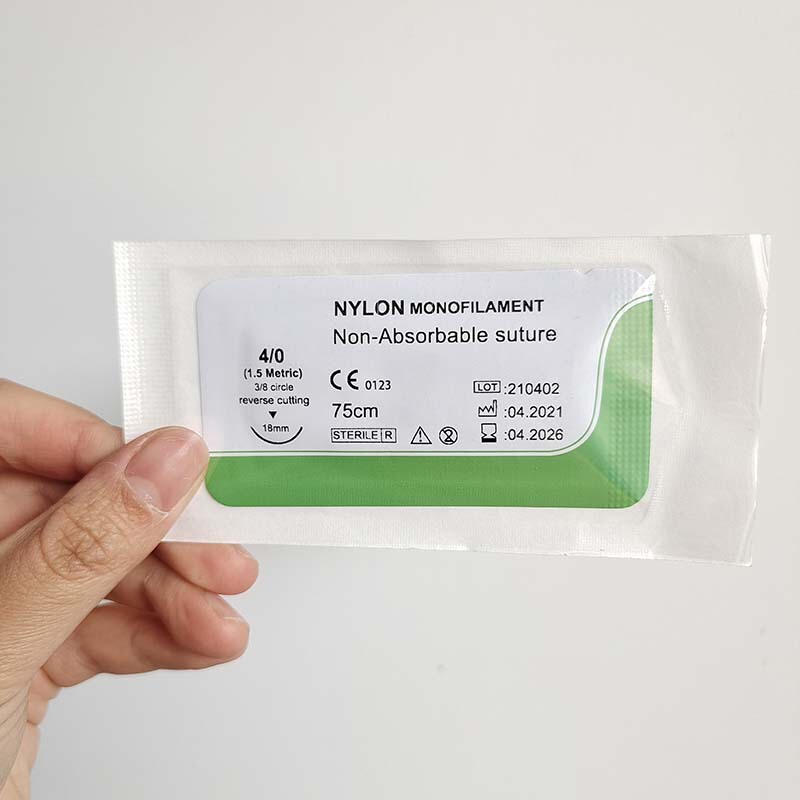 NYLON MONOFILAMENT
Non-Absorbable suture
4/0
(1.5 Metric)
3/8 circle
reverse cutting
18mm
CE 0123
75cm
STERILE R
LOT :210402
:04.2021
:04.2026